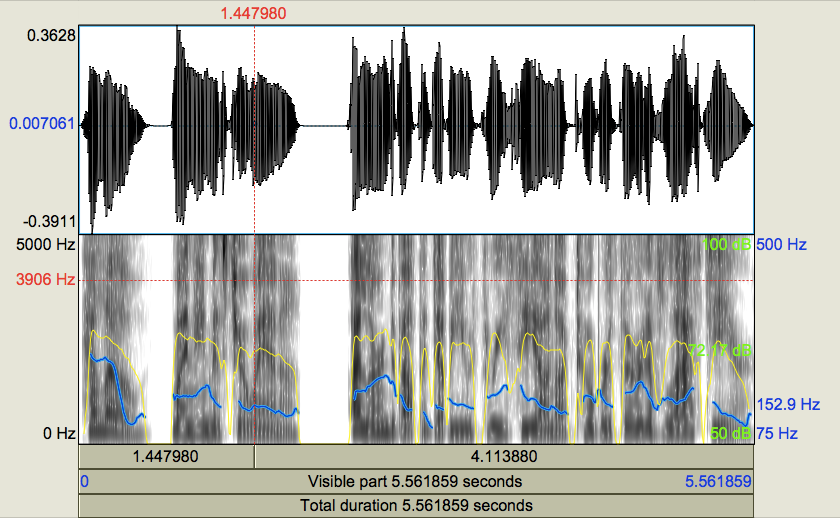 1.447980
0.3628
0.007061
-0.3911
5000 Hz 100 dB 500 Hz
3906 Hz
72.17 dB
152.9 Hz
0 Hz 50 dB 75 Hz
1.447980 4.113880
0 Visible part 5.561859 seconds 5.561859
Total duration 5.561859 seconds